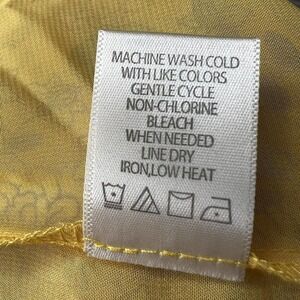 MACHINE WASH COLD
WITH LIKE COLORS
GENTLE CYCLE
NON-CHLORINE
BLEACH
WHEN NEEDED
LINE DRY
IRON,LOW HEAT